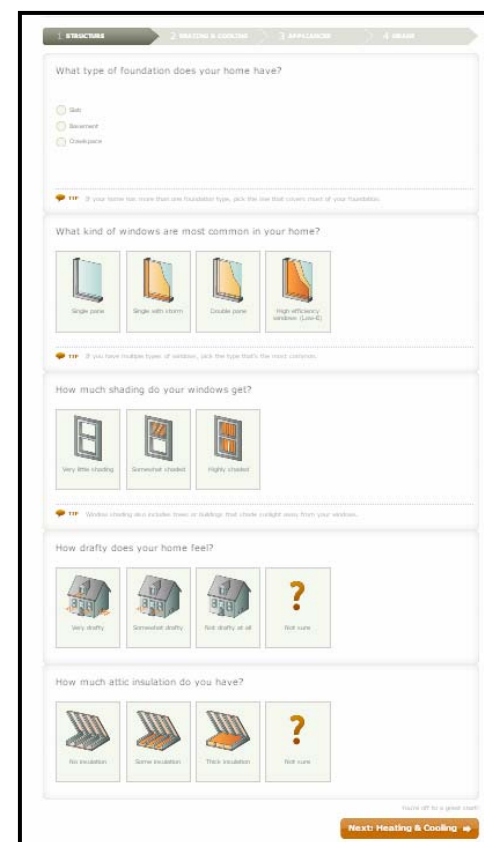 1 STRUCTURE 2 HEATING & COOLING 3 APPLIANCES 4 GRADE
What type of foundation does your home have?
Slab
Basement
Crawlspace
TIP If your home has more than one foundation type, pick the one that covers most of your foundation.
What kind of windows are most common in your home?
Single pane Single with storm Double pane High efficiency windows (Low-E)
TIP If you have multiple types of windows, pick the type that's the most common.
How much shading do your windows get?
Very little shading Somewhat shaded Highly shaded
TIP Window shading also includes trees or buildings that shade sunlight away from your windows.
How drafty does your home feel?
Very drafty Somewhat drafty Not drafty at all Not sure
How much attic insulation do you have?
No insulation Some insulation Thick insulation Not sure
You're off to a great start!
Next: Heating & Cooling